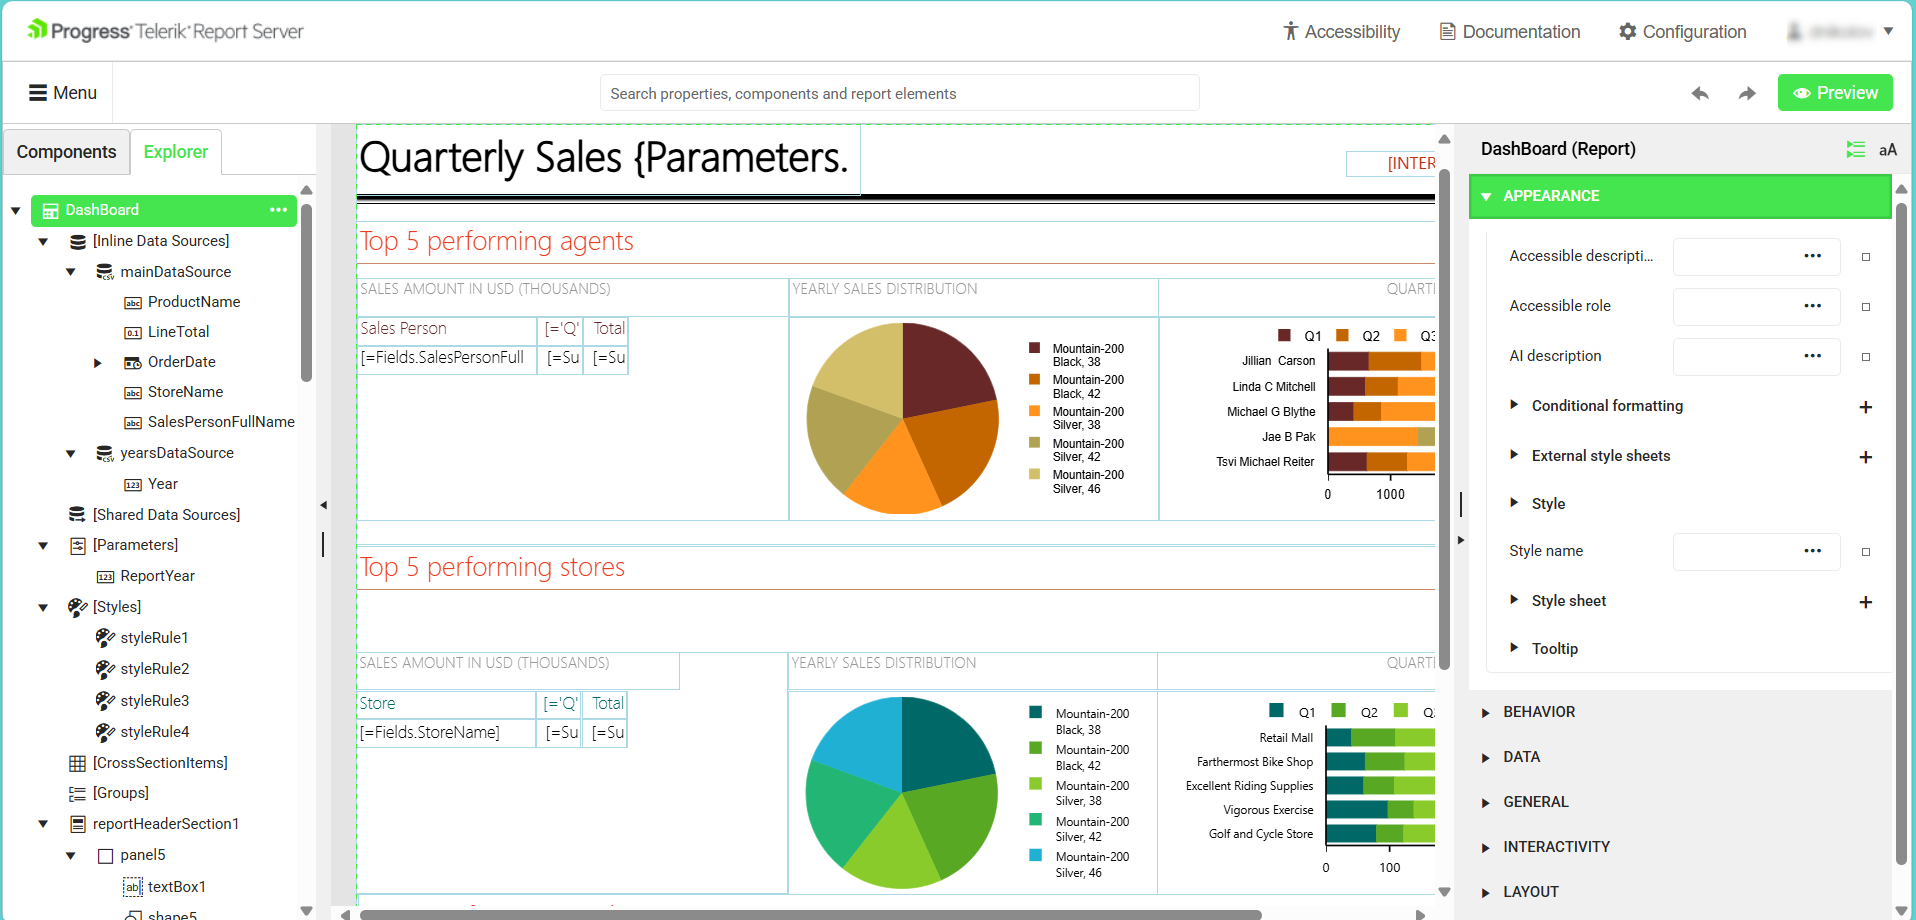 Progress Telerik Report Server
Accessibility
Documentation
Configuration
Menu
Search properties, components and report elements
Preview
Components
Explorer
DashBoard
[Inline Data Sources]
mainDataSource
ProductName
LineTotal
OrderDate
StoreName
SalesPersonFullName
yearsDataSource
Year
[Shared Data Sources]
[Parameters]
ReportYear
[Styles]
styleRule1
styleRule2
styleRule3
styleRule4
[CrossSectionItems]
[Groups]
reportHeaderSection1
panel5
textBox1
shape5
Quarterly Sales {Parameters.
[INTER
Top 5 performing agents
SALES AMOUNT IN USD (THOUSANDS)
YEARLY SALES DISTRIBUTION
QUARTI
Sales Person
[='Q'
Total
[=Fields.SalesPersonFull
[=Su
[=Su
Mountain-200
Black, 38
Mountain-200
Black, 42
Mountain-200
Silver, 38
Mountain-200
Silver, 42
Mountain-200
Silver, 46
Q1
Q2
Q3
Jillian Carson
Linda C Mitchell
Michael G Blythe
Jae B Pak
Tsvi Michael Reiter
0
1000
Top 5 performing stores
SALES AMOUNT IN USD (THOUSANDS)
YEARLY SALES DISTRIBUTION
QUARTI
Store
[='Q'
Total
[=Fields.StoreName]
[=Su
[=Su
Mountain-200
Black, 38
Mountain-200
Black, 42
Mountain-200
Silver, 38
Mountain-200
Silver, 42
Mountain-200
Silver, 46
Q1
Q2
Q
Retail Mall
Farthermost Bike Shop
Excellent Riding Supplies
Vigorous Exercise
Golf and Cycle Store
0
100
DashBoard (Report)
aA
APPEARANCE
Accessible descripti...
Accessible role
AI description
Conditional formatting
External style sheets
Style
Style name
Style sheet
Tooltip
BEHAVIOR
DATA
GENERAL
INTERACTIVITY
LAYOUT